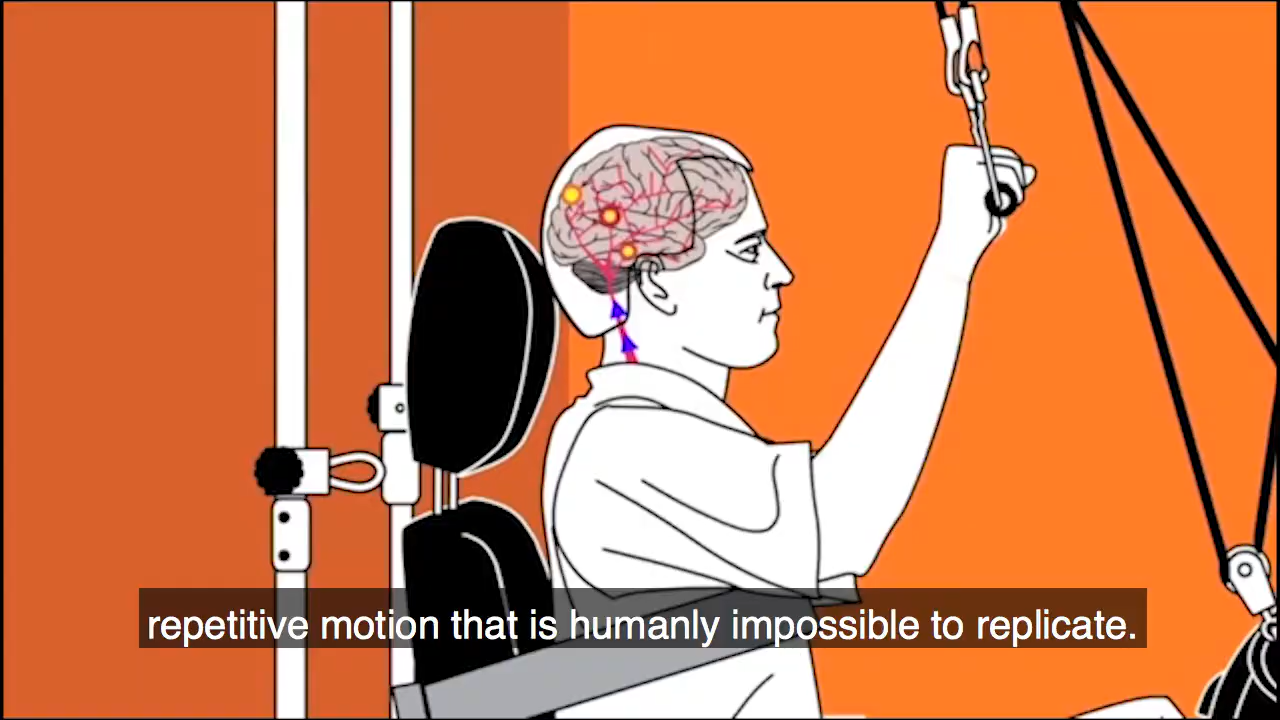 repetitive motion that is humanly impossible to replicate.